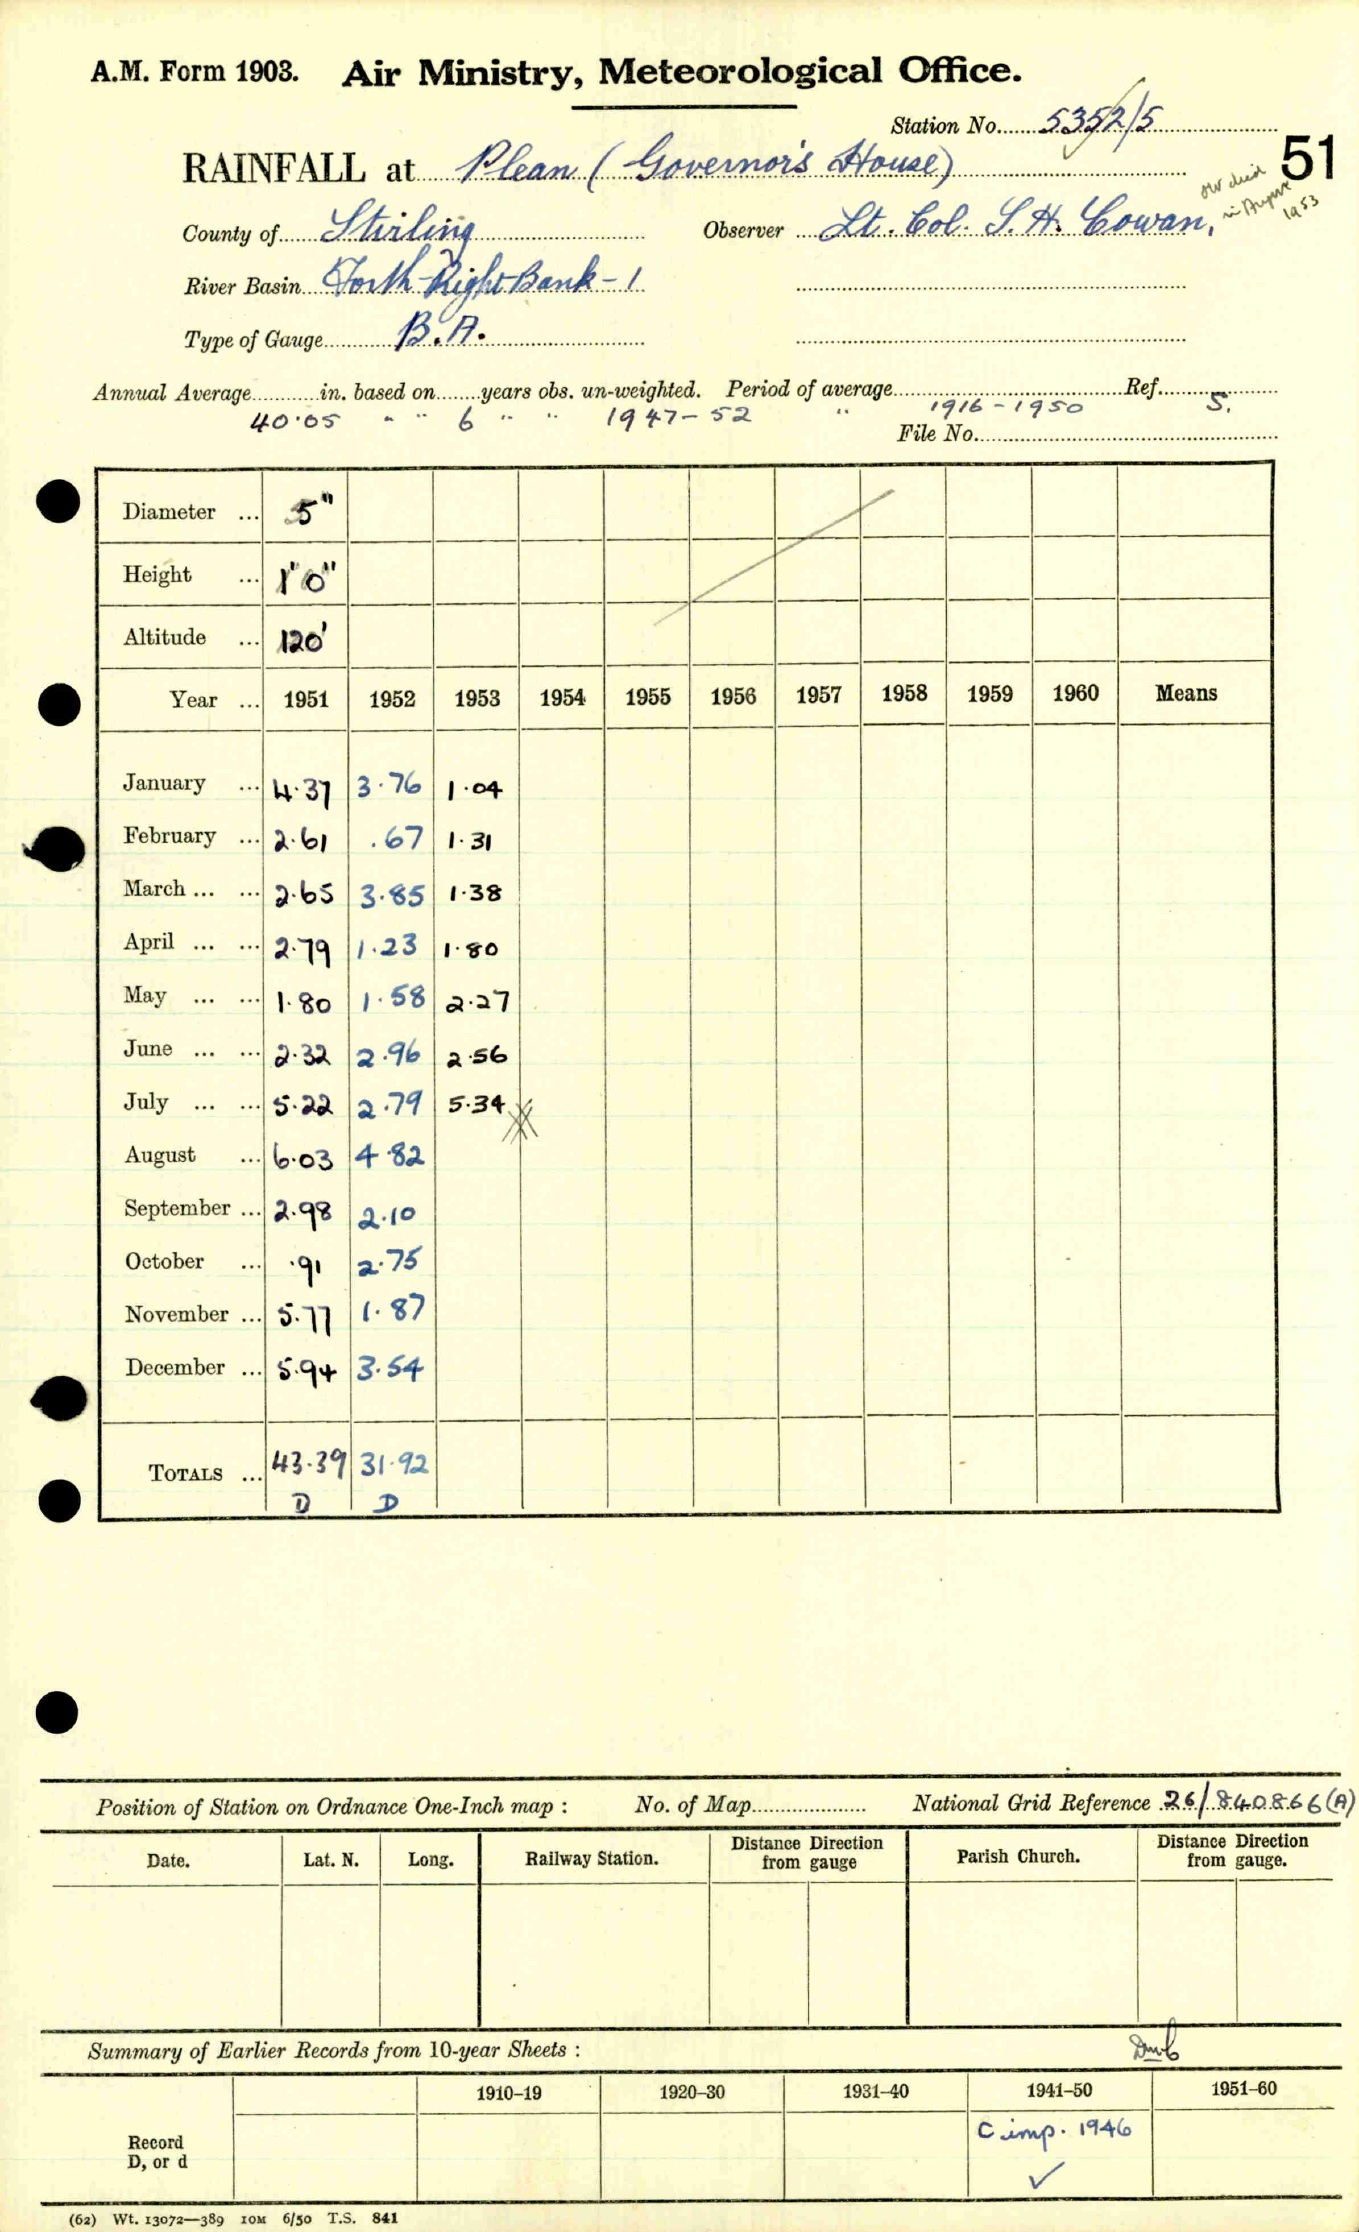 A.M. Form 1903. Air Ministry, Meteorological Office.
Station No. 5352/5
RAINFALL at Plean (Governor's House) 51
obs died in August 1953
County of Stirling Observer Lt. Col. S. H. Cowan,
River Basin Forth-Right Bank-1
Type of Gauge B.A.
Annual Average in. based on years obs. un-weighted. Period of average Ref.
40.05 " " 6 " " 1947-52 " 1916-1950 S.
File No.
Diameter ... 5"
Height ... 1'0"
Altitude ... 120'
Year ... 1951 1952 1953 1954 1955 1956 1957 1958 1959 1960 Means
January ... 4.37 3.76 1.04
February ... 2.61 .67 1.31
March ... ... 2.65 3.85 1.38
April ... ... 2.79 1.23 1.80
May ... ... 1.80 1.58 2.27
June ... ... 2.32 2.96 2.56
July ... ... 5.22 2.79 5.34
August ... 6.03 4.82
September ... 2.98 2.10
October ... .91 2.75
November ... 5.77 1.87
December ... 5.94 3.54
TOTALS ... 43.39 31.92
D D
Position of Station on Ordnance One-Inch map : No. of Map National Grid Reference 26/840866(A)
Date. Lat. N. Long. Railway Station. Distance Direction from gauge Parish Church. Distance Direction from gauge.
Summary of Earlier Records from 10-year Sheets :
1910-19 1920-30 1931-40 1941-50 1951-60
Record
D, or d
C imp. 1946
(62) Wt. 13072—389 10M 6/50 T.S. 841